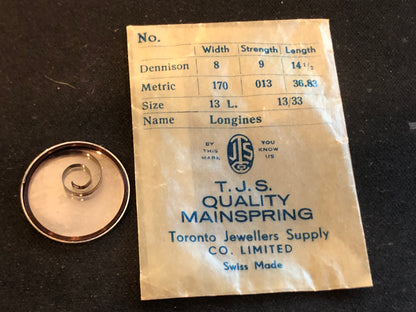 No.
Width Strength Length
Dennison 8 9 14½
Metric 170 013 36.83
Size 13 L. 13/33
Name Longines
BY THIS MARK TJS CO YOU KNOW US
T.J.S.
QUALITY
MAINSPRING
Toronto Jewellers Supply
CO. LIMITED
Swiss Made